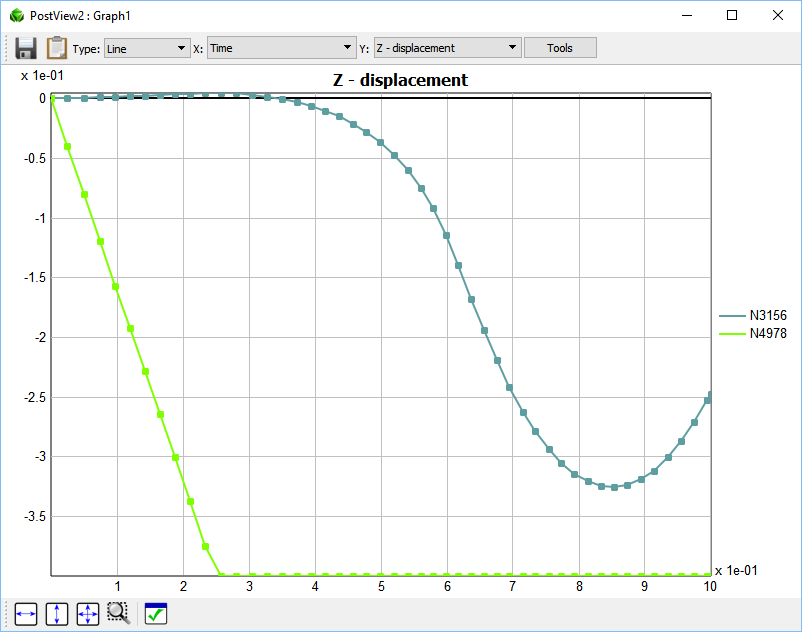 PostView2 : Graph1
Type: Line X: Time Y: Z - displacement Tools
x 1e-01 Z - displacement
0
-0.5
-1
-1.5
-2
-2.5
-3
-3.5
N3156
N4978
x 1e-01
1 2 3 4 5 6 7 8 9 10